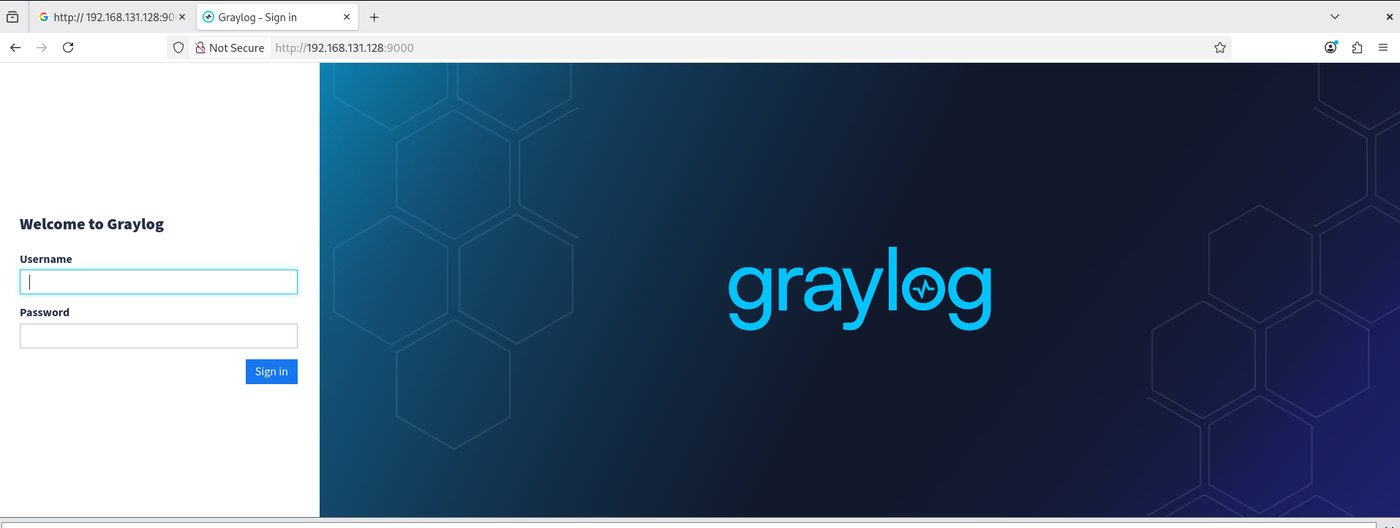 http:// 192.168.131.128:90
Graylog - Sign in
Not Secure
http://192.168.131.128:9000
Welcome to Graylog
Username
Password
Sign in
graylog